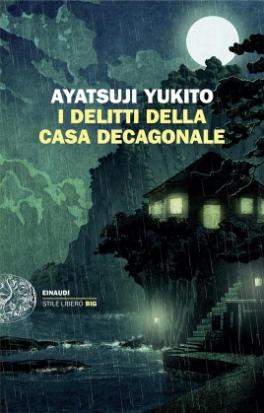 AYATSUJI YUKITO
I DELITTI DELLA
CASA DECAGONALE
EINAUDI
STILE LIBERO BIG